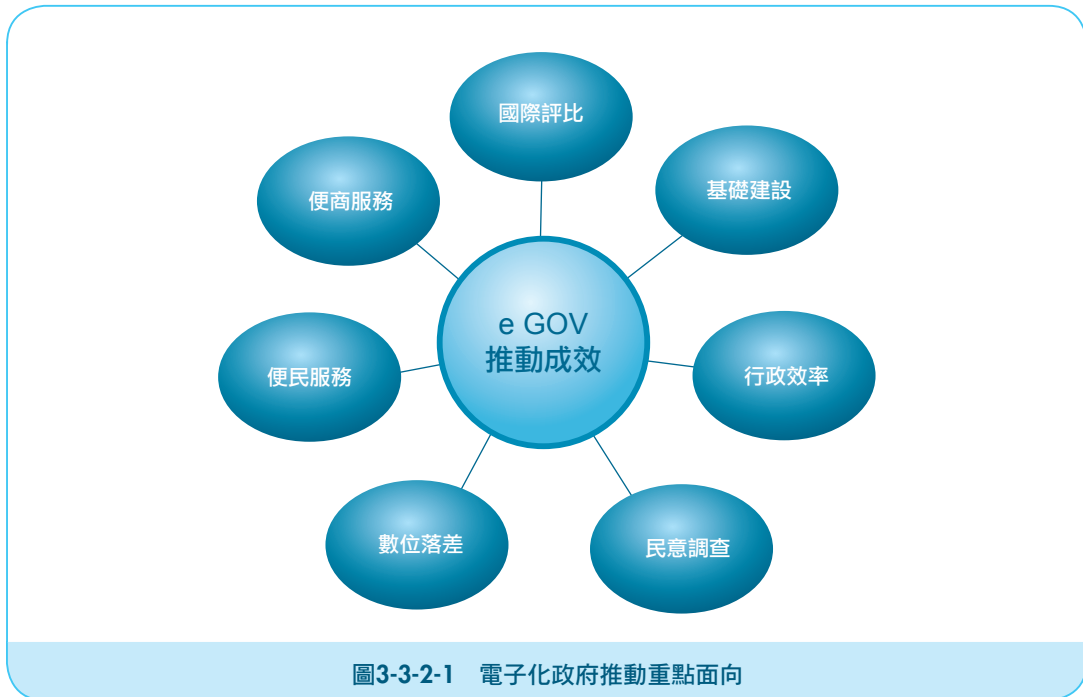 國際評比
便商服務
基礎建設
e GOV
推動成效
便民服務
行政效率
數位落差
民意調查
圖3-3-2-1 電子化政府推動重點面向